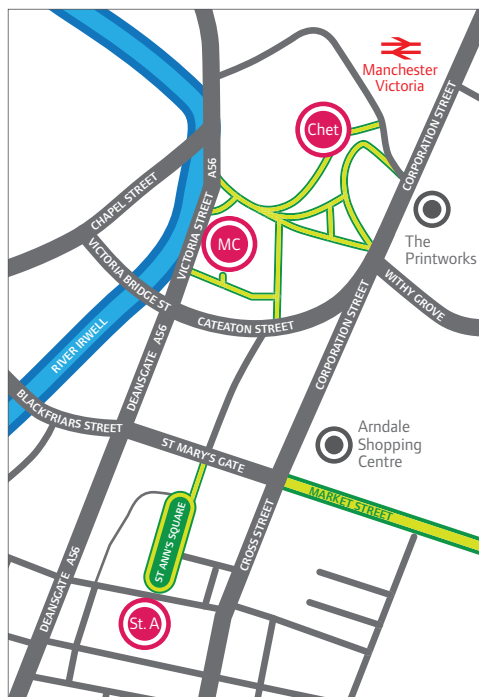 Manchester
Victoria
Chet
CORPORATION STREET
A56
CHAPEL STREET
VICTORIA STREET
MC
The
Printworks
VICTORIA BRIDGE ST
WITHY GROVE
CATEATON STREET
CORPORATION STREET
RIVER IRWELL
DEANSGATE A56
BLACKFRIARS STREET
Arndale
Shopping
Centre
ST MARY'S GATE
MARKET STREET
ST ANN'S SQUARE
CROSS STREET
DEANSGATE A56
St. A